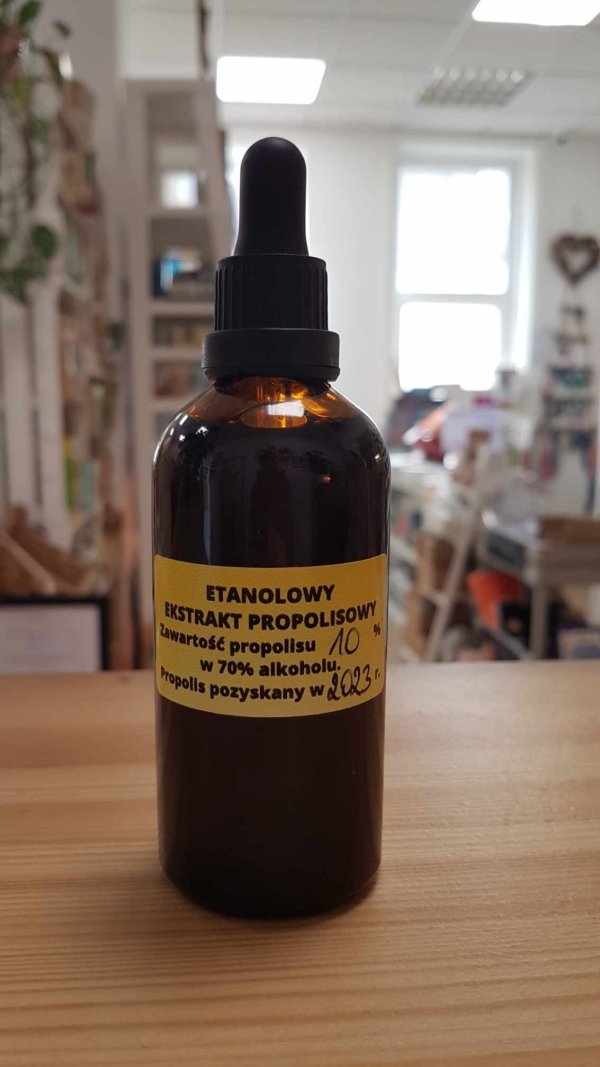 ETANOLOWY
EKSTRAKT PROPOLISOWY
Zawartość propolisu 10 %
w 70% alkoholu.
Propolis pozyskany w 2023 r.